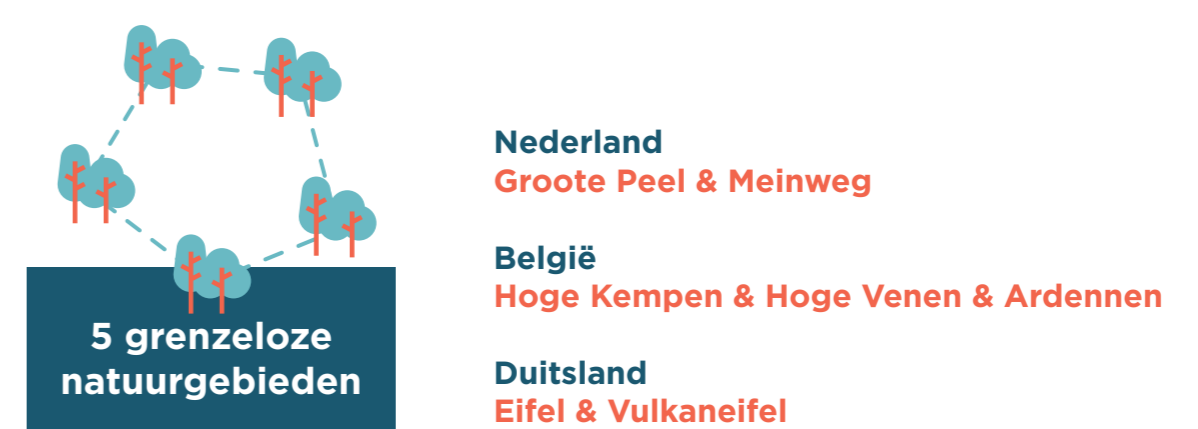 5 grenzeloze
natuurgebieden
Nederland
Groote Peel & Meinweg
België
Hoge Kempen & Hoge Venen & Ardennen
Duitsland
Eifel & Vulkaneifel